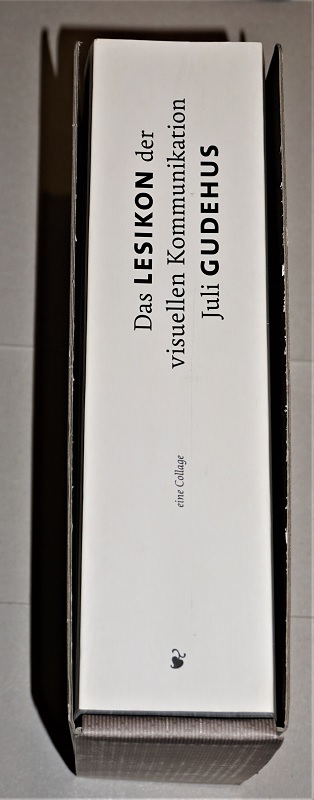 Das LESIKON der
visuellen Kommunikation
Juli GUDEHUS
eine Collage